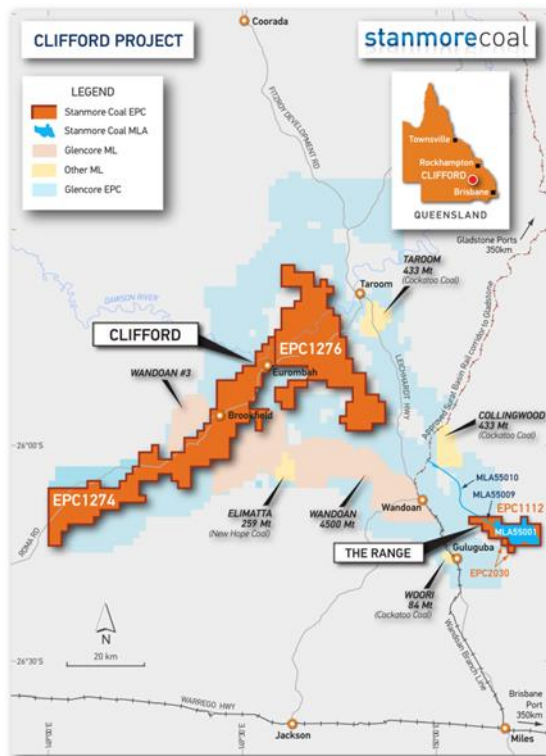 CLIFFORD PROJECT
stanmorecoal
LEGEND
Stanmore Coal EPC
Stanmore Coal MLA
Glencore ML
Other ML
Glencore EPC
Coorada
FITZROY DEVELOPMENT RD
Townsville
Rockhampton
CLIFFORD
Brisbane
QUEENSLAND
Gladstone Ports
350km
TAROOM
433 Mt
(Cockatoo Coal)
DAWSON RIVER
Taroom
CLIFFORD
EPC1276
Eurombah
WANDOAN #3
LEICHHARDT HWY
Approved Surat Basin Rail corridor to Gladstone
Brookfield
COLLINGWOOD
433 Mt
(Cockatoo Coal)
26°00'S
MLA55010
MLA55009
EPC1274
EPC1112
ELIMATTA
259 Mt
(New Hope Coal)
WANDOAN
4500 Mt
Wandoan
MLA55001
THE RANGE
Guluguba
EPC2030
ROMA RD
WOORI
84 Mt
(Cockatoo Coal)
Wandoan Branch Line
N
20 km
26°30'S
WARREGO HWY
Brisbane
Port
350km
Jackson
Miles